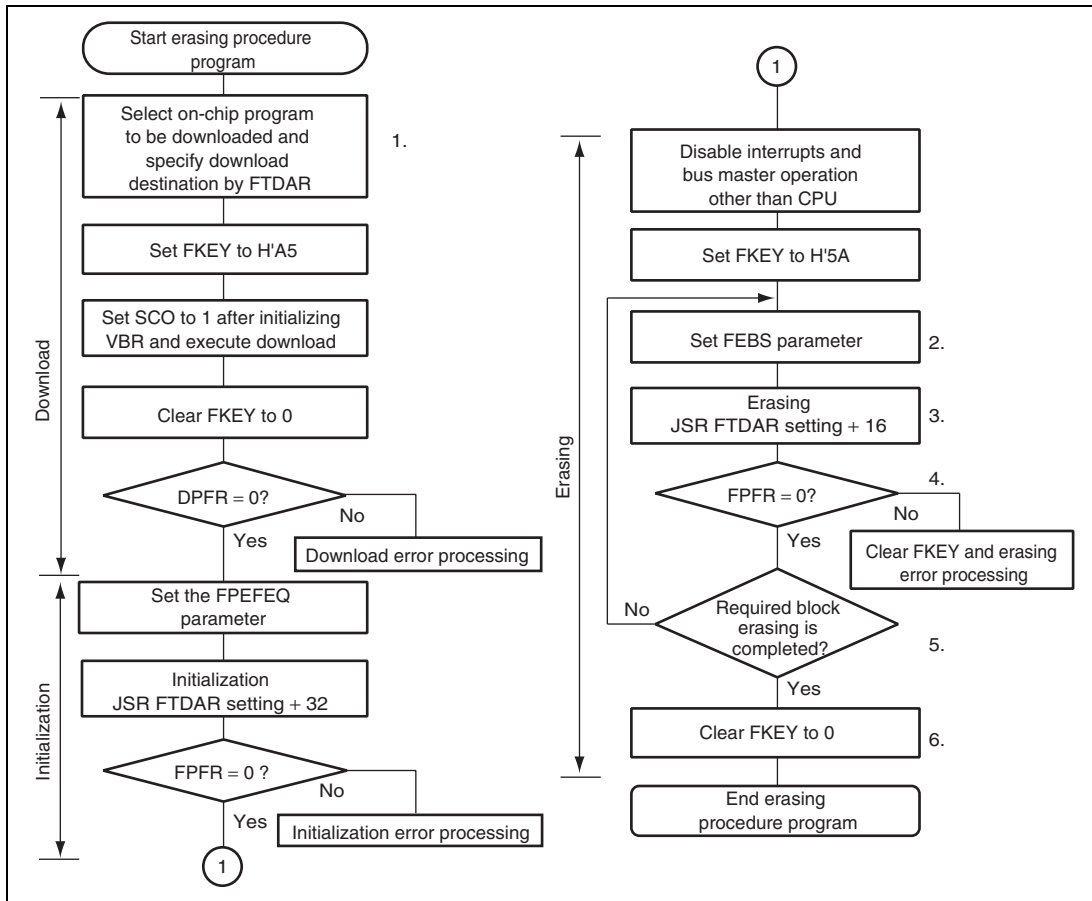 Start erasing procedure
program
Select on-chip program
to be downloaded and
specify download
destination by FTDAR
1.
Set FKEY to H'A5
Set SCO to 1 after initializing
VBR and execute download
Clear FKEY to 0
DPFR = 0?
No
Yes
Download error processing
Download
Set the FPEFEQ
parameter
Initialization
JSR FTDAR setting + 32
FPFR = 0 ?
No
Yes
Initialization error processing
Initialization
1
1
Disable interrupts and
bus master operation
other than CPU
Set FKEY to H'5A
Set FEBS parameter
2.
Erasing
JSR FTDAR setting + 16
3.
4.
FPFR = 0?
No
Yes
Clear FKEY and erasing
error processing
Erasing
No
Required block
erasing is
completed?
5.
Yes
Clear FKEY to 0
6.
End erasing
procedure program